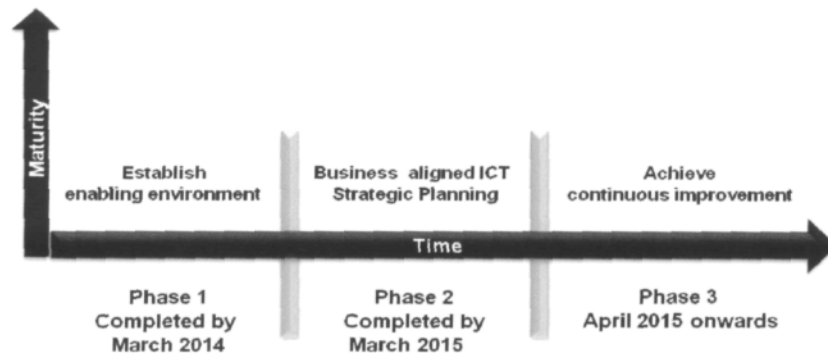 Maturity
Establish
enabling environment
Business aligned ICT
Strategic Planning
Achieve
continuous improvement
Time
Phase 1
Completed by
March 2014
Phase 2
Completed by
March 2015
Phase 3
April 2015 onwards